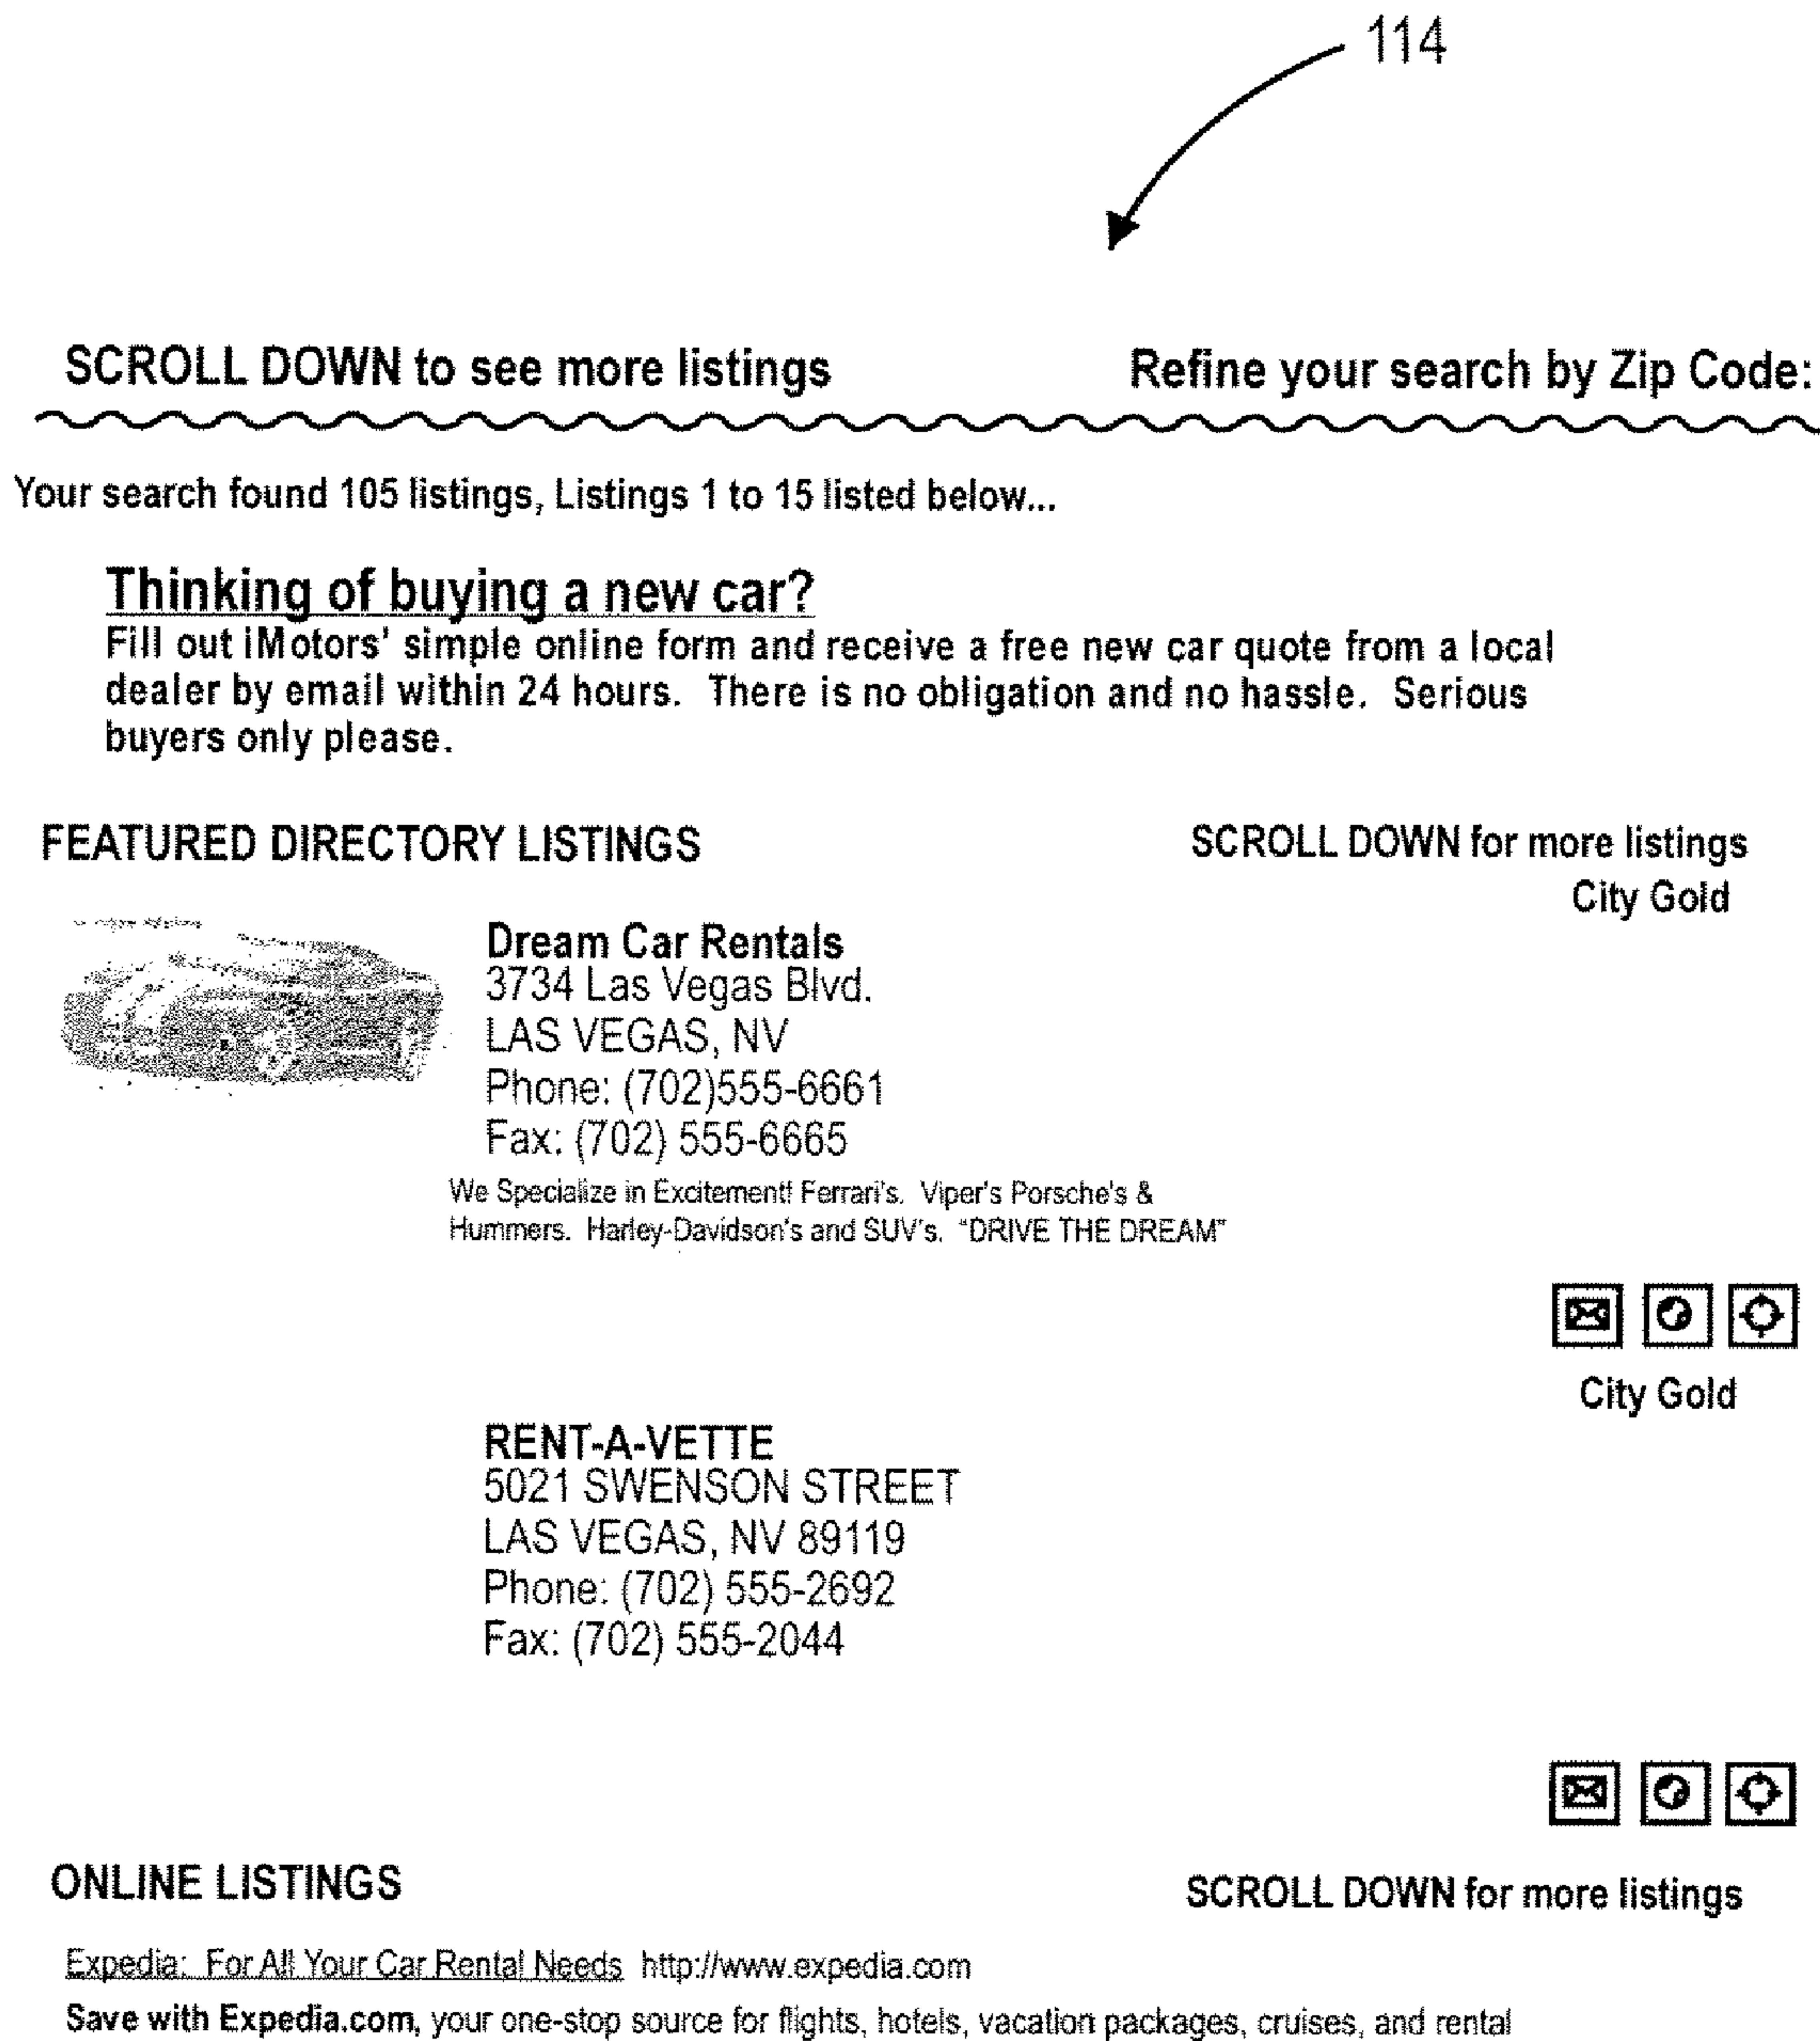 114
SCROLL DOWN to see more listings Refine your search by Zip Code:
Your search found 105 listings, Listings 1 to 15 listed below...
Thinking of buying a new car?
Fill out iMotors' simple online form and receive a free new car quote from a local
dealer by email within 24 hours. There is no obligation and no hassle. Serious
buyers only please.
FEATURED DIRECTORY LISTINGS SCROLL DOWN for more listings
City Gold
Dream Car Rentals
3734 Las Vegas Blvd.
LAS VEGAS, NV
Phone: (702)555-6661
Fax: (702) 555-6665
We Specialize in Excitement! Ferrari's. Viper's Porsche's &
Hummers. Harley-Davidson's and SUV's. "DRIVE THE DREAM"
City Gold
RENT-A-VETTE
5021 SWENSON STREET
LAS VEGAS, NV 89119
Phone: (702) 555-2692
Fax: (702) 555-2044
ONLINE LISTINGS SCROLL DOWN for more listings
Expedia: For All Your Car Rental Needs http://www.expedia.com
Save with Expedia.com, your one-stop source for flights, hotels, vacation packages, cruises, and rental